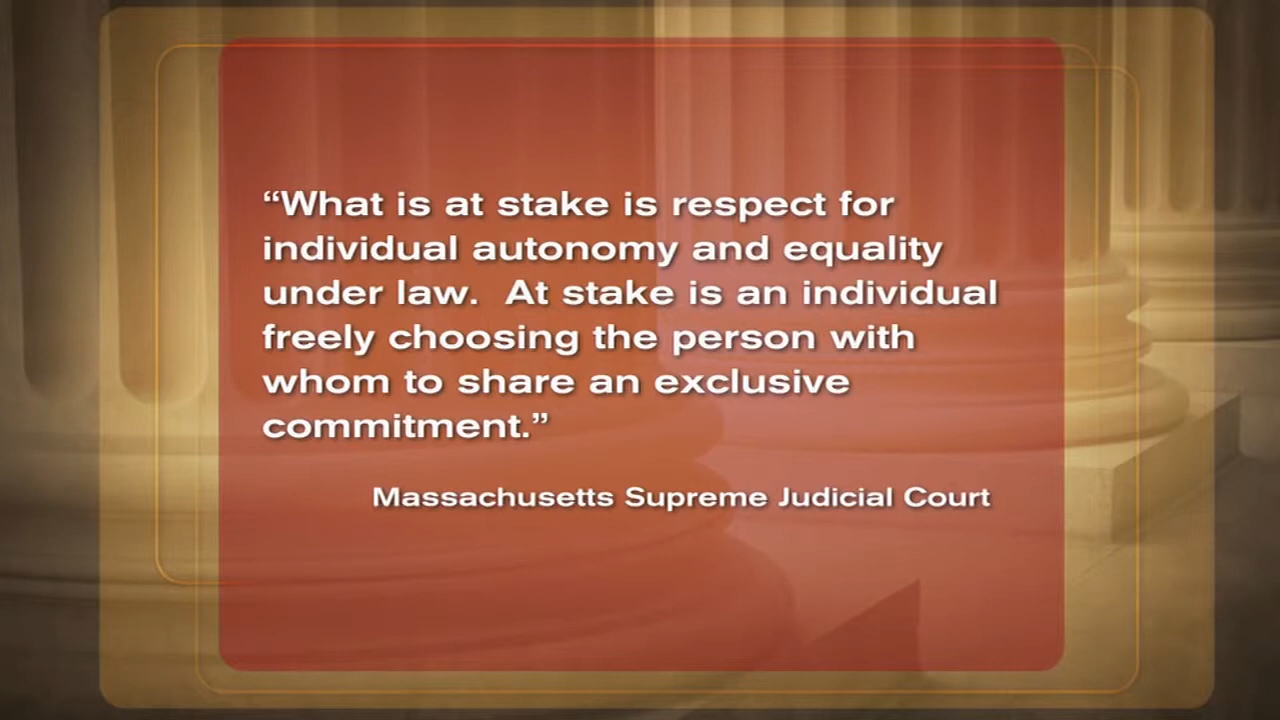 “What is at stake is respect for
individual autonomy and equality
under law.  At stake is an individual
freely choosing the person with
whom to share an exclusive
commitment.”
Massachusetts Supreme Judicial Court